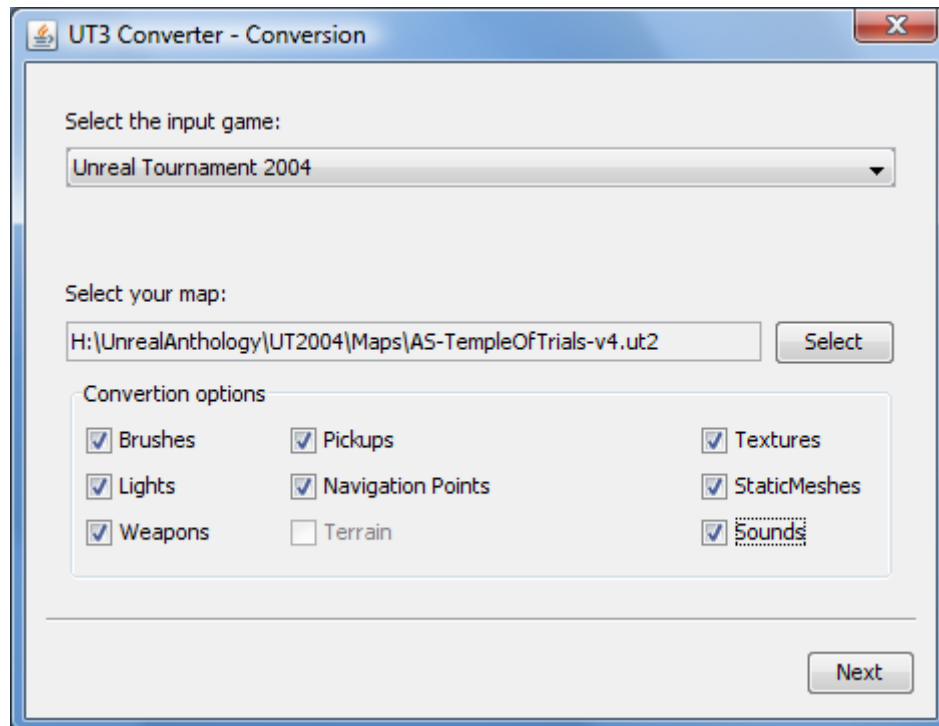 UT3 Converter - Conversion
X
Select the input game:
Unreal Tournament 2004
Select your map:
H:\UnrealAnthology\UT2004\Maps\AS-TempleOfTrials-v4.ut2 Select
Convertion options
Brushes Pickups Textures
Lights Navigation Points StaticMeshes
Weapons Terrain Sounds
Next